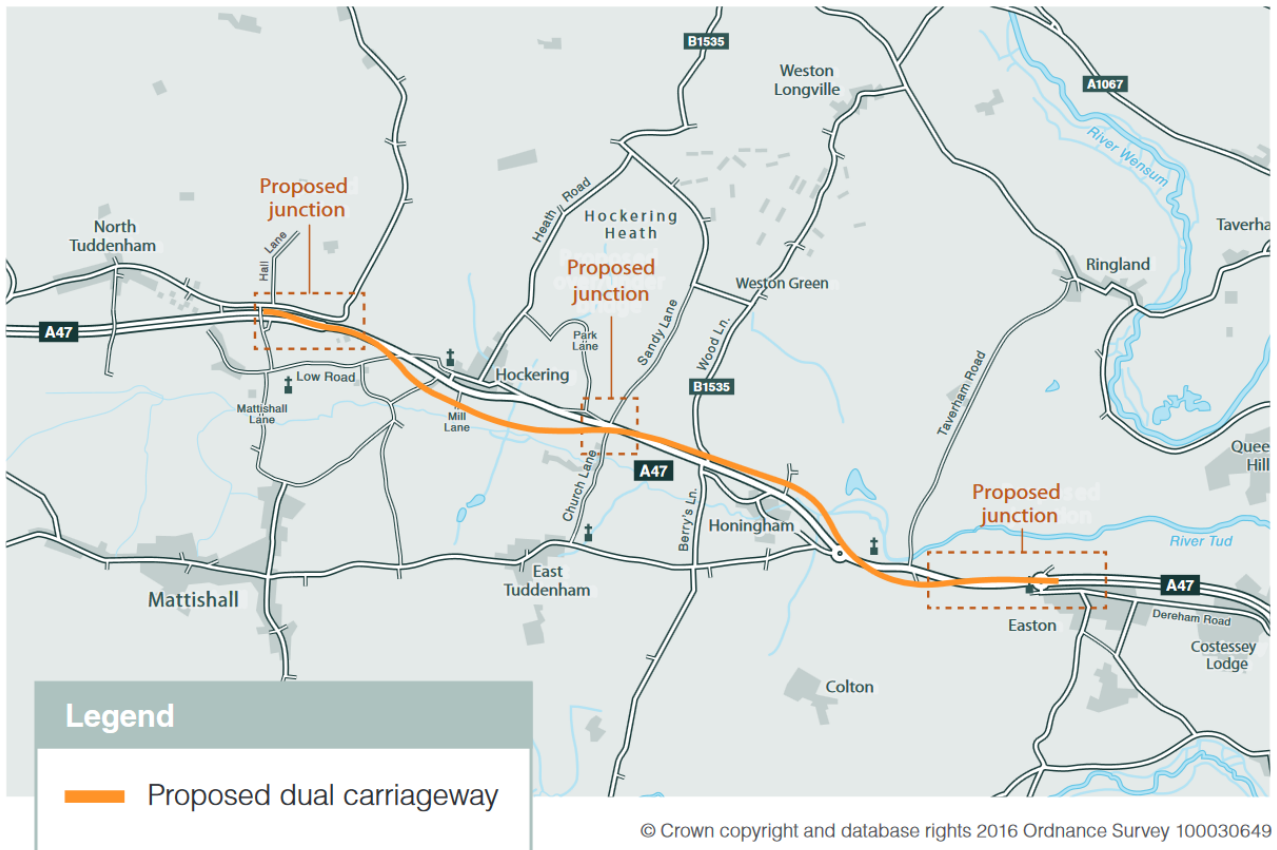 B1535
Weston
Longville
A1067
River Wensum
Proposed
junction
North
Tuddenham
Hall Lane
Heath Road
Hockering
Heath
Taverha
Proposed
junction
Ringland
Weston Green
A47
Sandy Lane
Wood Ln.
Park
Lane
Low Road
Hockering
B1535
Taverham Road
Mattishall
Lane
Mill
Lane
Quee
Hill
A47
Church Lane
Proposed
junction
Berry's Ln.
Honingham
River Tud
East
Tuddenham
A47
Mattishall
Easton
Dereham Road
Costessey
Lodge
Colton
Legend
Proposed dual carriageway
© Crown copyright and database rights 2016 Ordnance Survey 100030649